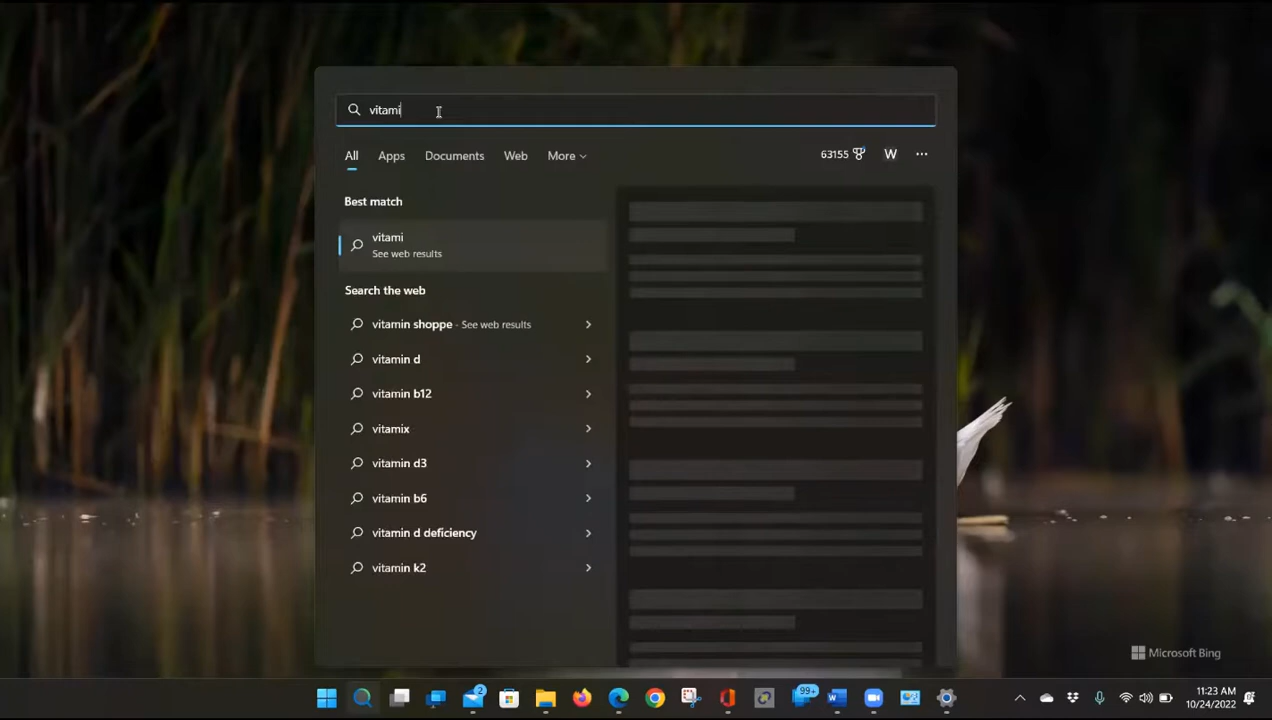 vitami
All Apps Documents Web More 63155 W ...
Best match
vitami
See web results
Search the web
vitamin shoppe - See web results
vitamin d
vitamin b12
vitamix
vitamin d3
vitamin b6
vitamin d deficiency
vitamin k2
Microsoft Bing
2 99+ 11:23 AM
10/24/2022